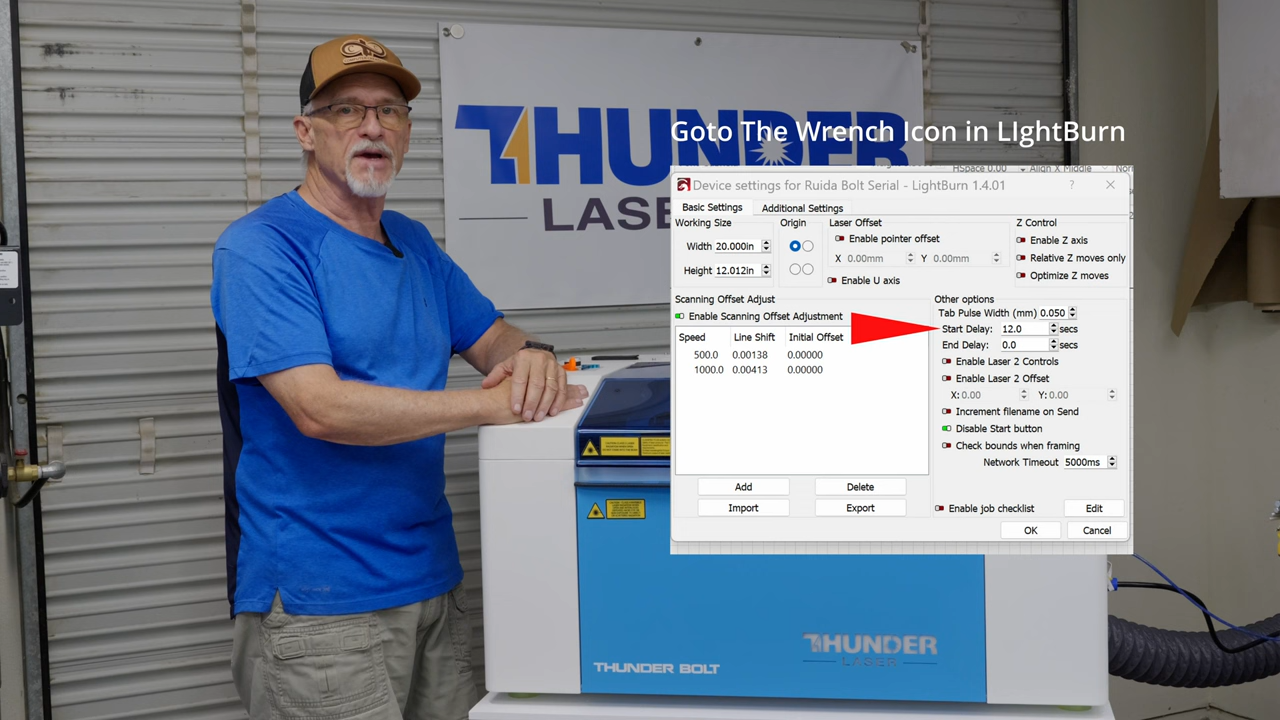 THUNDER
LASE
Goto The Wrench Icon in LIghtBurn
HSpace 0.00 Align X Middle Nor
Device settings for Ruida Bolt Serial - LightBurn 1.4.01 ?
Basic Settings Additional Settings
Working Size Origin Laser Offset Z Control
Width 20.000in Enable pointer offset Enable Z axis
X 0.00mm Y 0.00mm Relative Z moves only
Height 12.012in Enable U axis Optimize Z moves
Scanning Offset Adjust Other options
Enable Scanning Offset Adjustment Tab Pulse Width (mm) 0.050
Speed Line Shift Initial Offset Start Delay: 12.0 secs
500.0 0.00138 0.00000 End Delay: 0.0 secs
1000.0 0.00413 0.00000 Enable Laser 2 Controls
Enable Laser 2 Offset
X: 0.00 Y: 0.00
Increment filename on Send
Disable Start button
Check bounds when framing
Network Timeout 5000ms
Add Delete
Import Export Enable job checklist Edit
OK Cancel
THUNDER BOLT
THUNDER
LASER